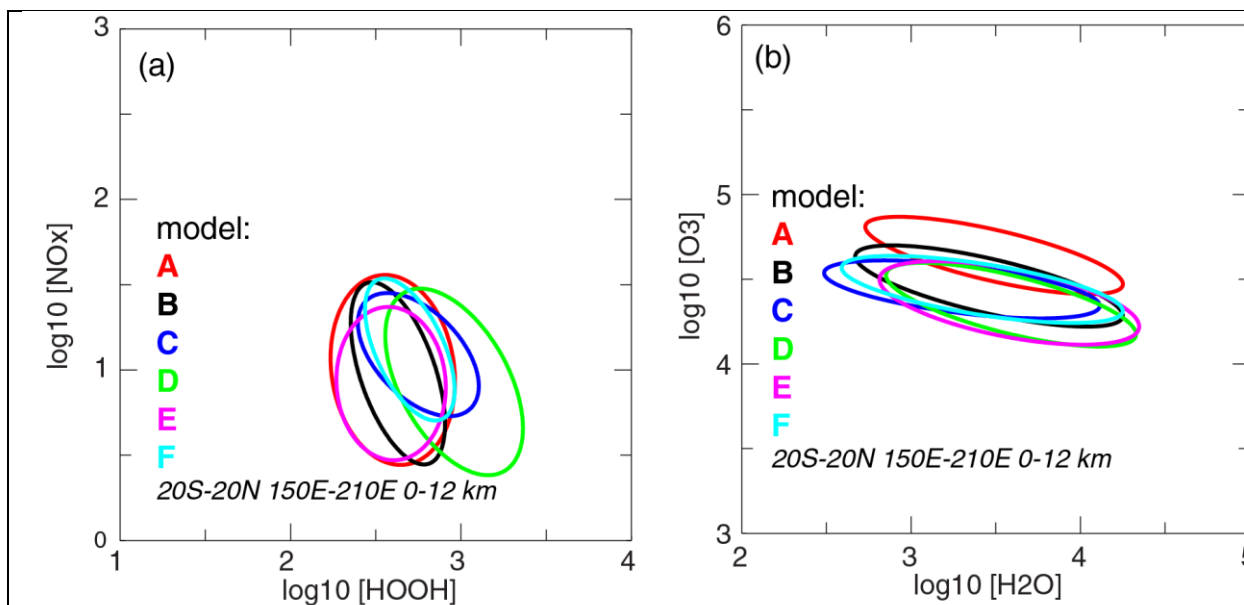 (a)
3
2
1
0
log10 [NOx]
model:
A
B
C
D
E
F
20S-20N 150E-210E 0-12 km
1 2 3 4
log10 [HOOH]
(b)
6
5
4
3
log10 [O3]
model:
A
B
C
D
E
F
20S-20N 150E-210E 0-12 km
2 3 4 5
log10 [H2O]